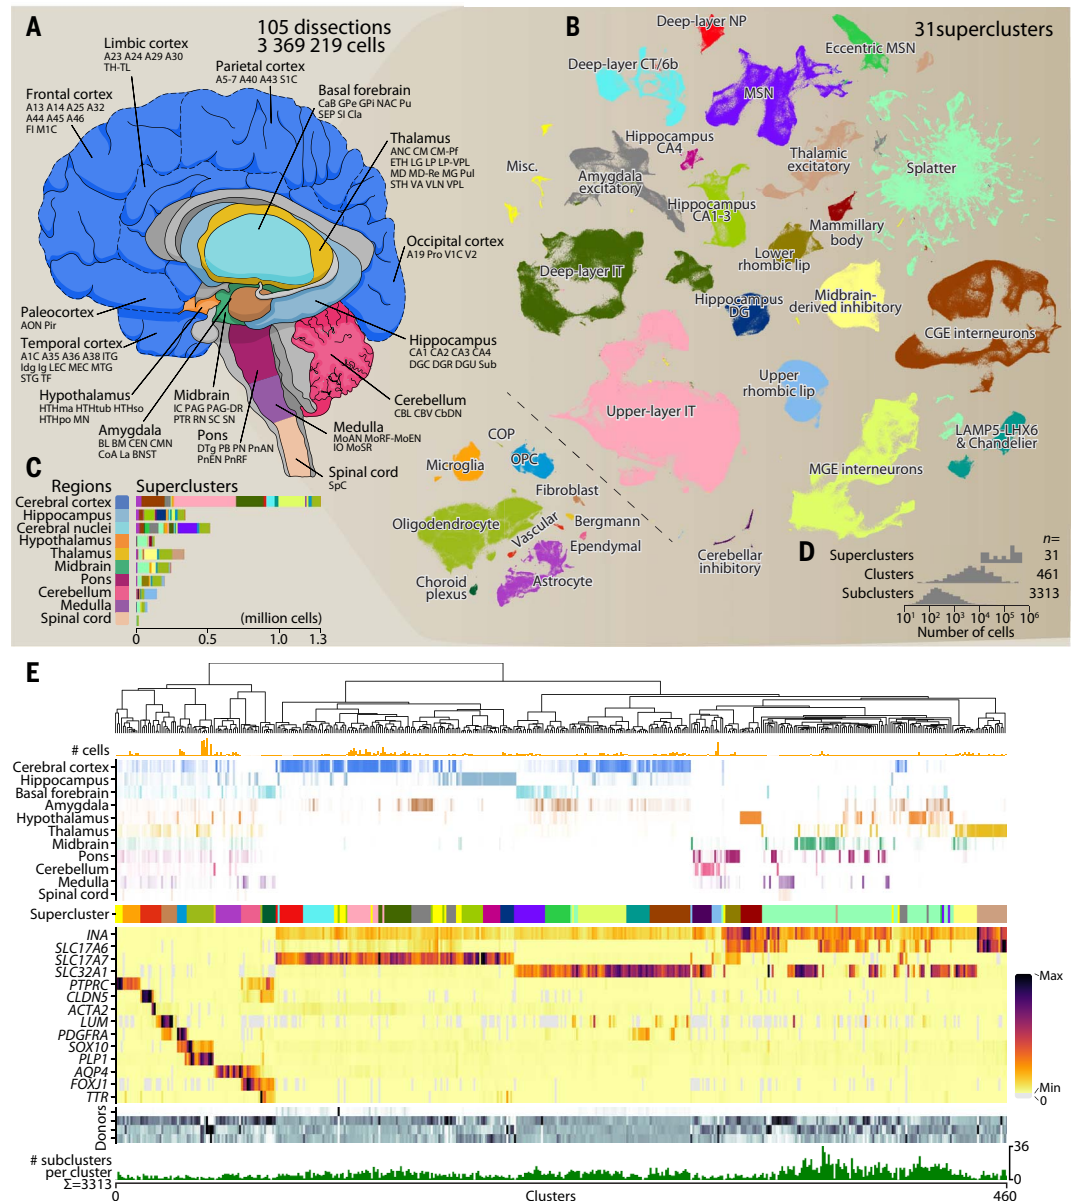 A
105 dissections
3 369 219 cells
Limbic cortex
A23 A24 A29 A30
TH-TL
Parietal cortex
A5-7 A40 A43 S1C
Basal forebrain
CaB GPe GPi NAC Pu
SEP SI Cla
Frontal cortex
A13 A14 A25 A32
A44 A45 A46
FI M1C
Thalamus
ANC CM CM-Pf
ETH LG LP LP-VPL
MD MD-Re MG Pul
STH VA VLN VPL
Occipital cortex
A19 Pro V1C V2
Paleocortex
AON Pir
Temporal cortex
A1C A35 A36 A38 ITG
Idg Ig LEC MEC MTG
STG TF
Hippocampus
CA1 CA2 CA3 CA4
DGC DGR DGU Sub
Hypothalamus
HTHma HTHtub HTHso
HTHpo MN
Midbrain
IC PAG PAG-DR
PTR RN SC SN
Cerebellum
CBL CBV CbDN
Amygdala
BL BM CEN CMN
CoA La BNST
Pons
DTg PB PN PnAN
PnEN PnRF
Medulla
MoAN MoRF-MoEN
IO MoSR
Spinal cord
SpC
B
31superclusters
Deep-layer NP
Eccentric MSN
Deep-layer CT/6b
MSN
Hippocampus
CA4
Thalamic
excitatory
Splatter
Misc.
Amygdala
excitatory
Hippocampus
CA1-3
Mammillary
body
Lower
rhombic lip
Deep-layer IT
Hippocampus
DG
Midbrain-
derived inhibitory
CGE interneurons
Upper
rhombic lip
Upper-layer IT
LAMP5-LHX6
& Chandelier
MGE interneurons
COP
OPC
Microglia
Fibroblast
Oligodendrocyte
Vascular
Bergmann
Ependymal
Choroid
plexus
Astrocyte
Cerebellar
inhibitory
C
Regions
Superclusters
Cerebral cortex
Hippocampus
Cerebral nuclei
Hypothalamus
Thalamus
Midbrain
Pons
Cerebellum
Medulla
Spinal cord
(million cells)
0 0.5 1.0 1.3
D
n=
Superclusters 31
Clusters 461
Subclusters 3313
10¹ 10² 10³ 10⁴ 10⁵ 10⁶
Number of cells
E
# cells
Cerebral cortex
Hippocampus
Basal forebrain
Amygdala
Hypothalamus
Thalamus
Midbrain
Pons
Cerebellum
Medulla
Spinal cord
Supercluster
INA
SLC17A6
SLC17A7
SLC32A1
PTPRC
CLDN5
ACTA2
LUM
PDGFRA
SOX10
PLP1
AQP4
FOXJ1
TTR
Max
Min
0
Donors
# subclusters
per cluster
Σ=3313
36
0
0 Clusters 460